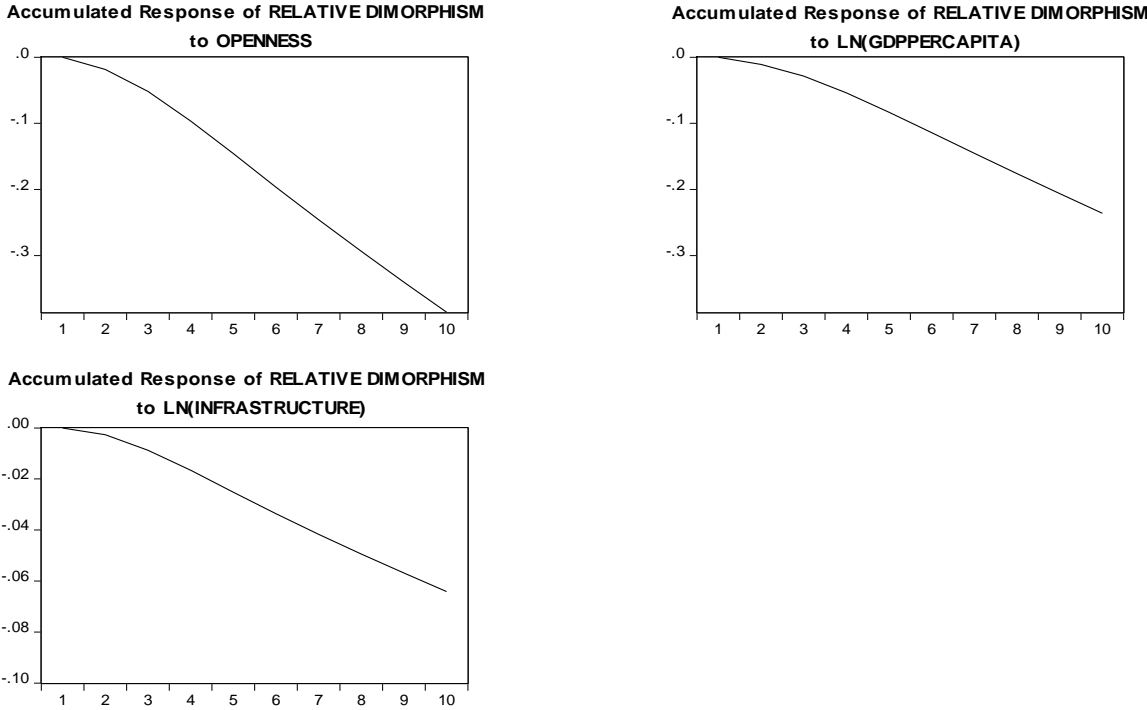 Accumulated Response of RELATIVE DIMORPHISM
to OPENNESS
.0
-.1
-.2
-.3
1 2 3 4 5 6 7 8 9 10
Accumulated Response of RELATIVE DIMORPHISM
to LN(GDPPERCAPITA)
.0
-.1
-.2
-.3
1 2 3 4 5 6 7 8 9 10
Accumulated Response of RELATIVE DIMORPHISM
to LN(INFRASTRUCTURE)
.00
-.02
-.04
-.06
-.08
-.10
1 2 3 4 5 6 7 8 9 10